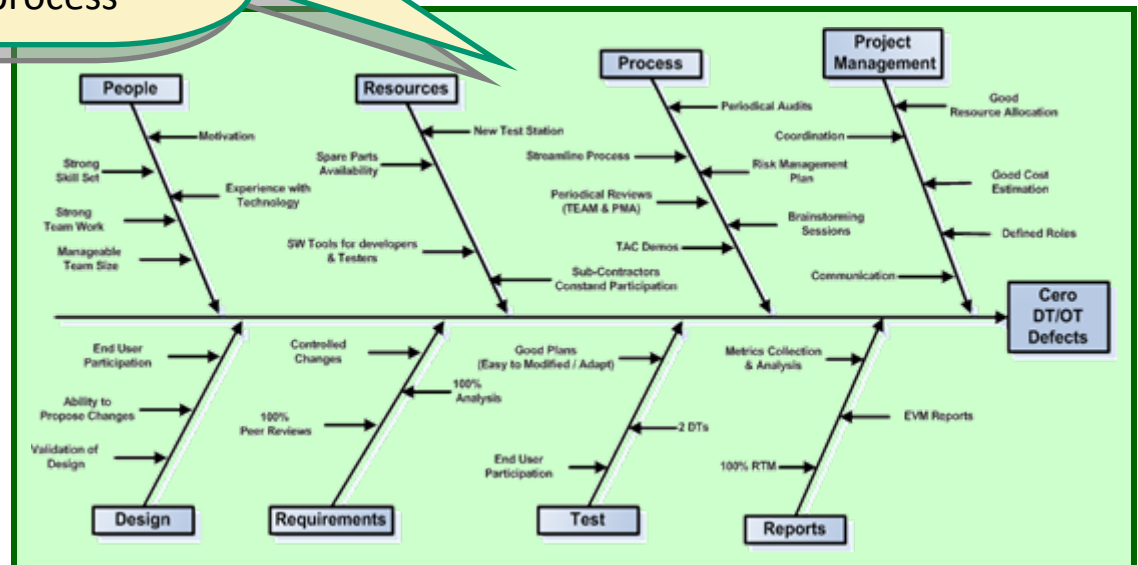 process
People
Motivation
Strong
Skill Set
Experience with
Technology
Strong
Team Work
Manageable
Team Size
Resources
New Test Station
Spare Parts
Availability
SW Tools for developers
& Testers
Sub-Contractors
Constand Participation
Process
Periodical Audits
Streamline Process
Risk Management
Plan
Periodical Reviews
(TEAM & PMA)
Brainstorming
Sessions
TAC Demos
Project
Management
Good
Resource Allocation
Coordination
Good Cost
Estimation
Defined Roles
Communication
Cero
DT/OT
Defects
End User
Participation
Ability to
Propose Changes
Validation of
Design
Design
Controlled
Changes
100%
Analysis
100%
Peer Reviews
Requirements
Good Plans
(Easy to Modified / Adapt)
2 DTs
End User
Participation
Test
Metrics Collection
& Analysis
EVM Reports
100% RTM
Reports